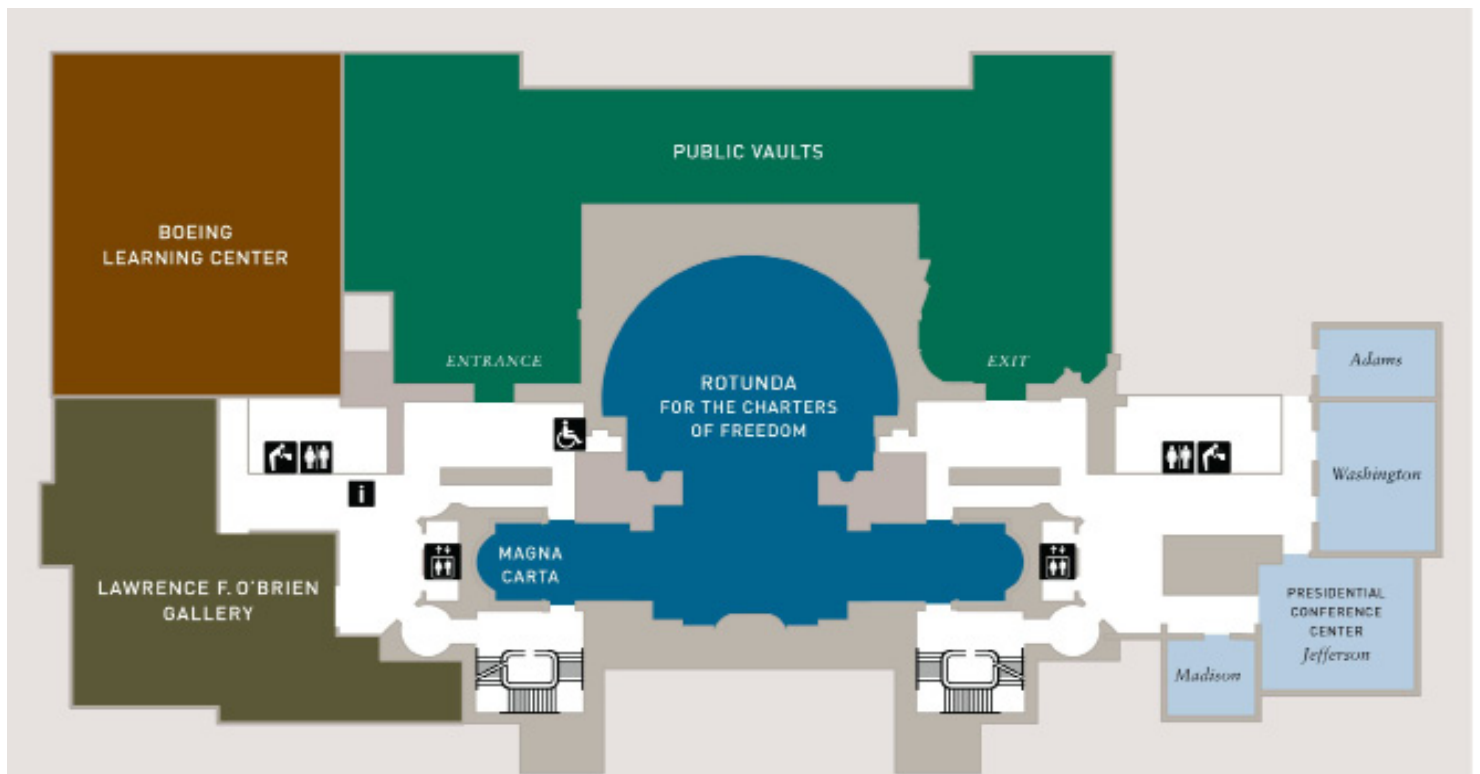 PUBLIC VAULTS
BOEING
LEARNING CENTER
ENTRANCE
EXIT
ROTUNDA
FOR THE CHARTERS
OF FREEDOM
Adams
Washington
i
MAGNA
CARTA
LAWRENCE F. O'BRIEN
GALLERY
PRESIDENTIAL
CONFERENCE
CENTER
Jefferson
Madison